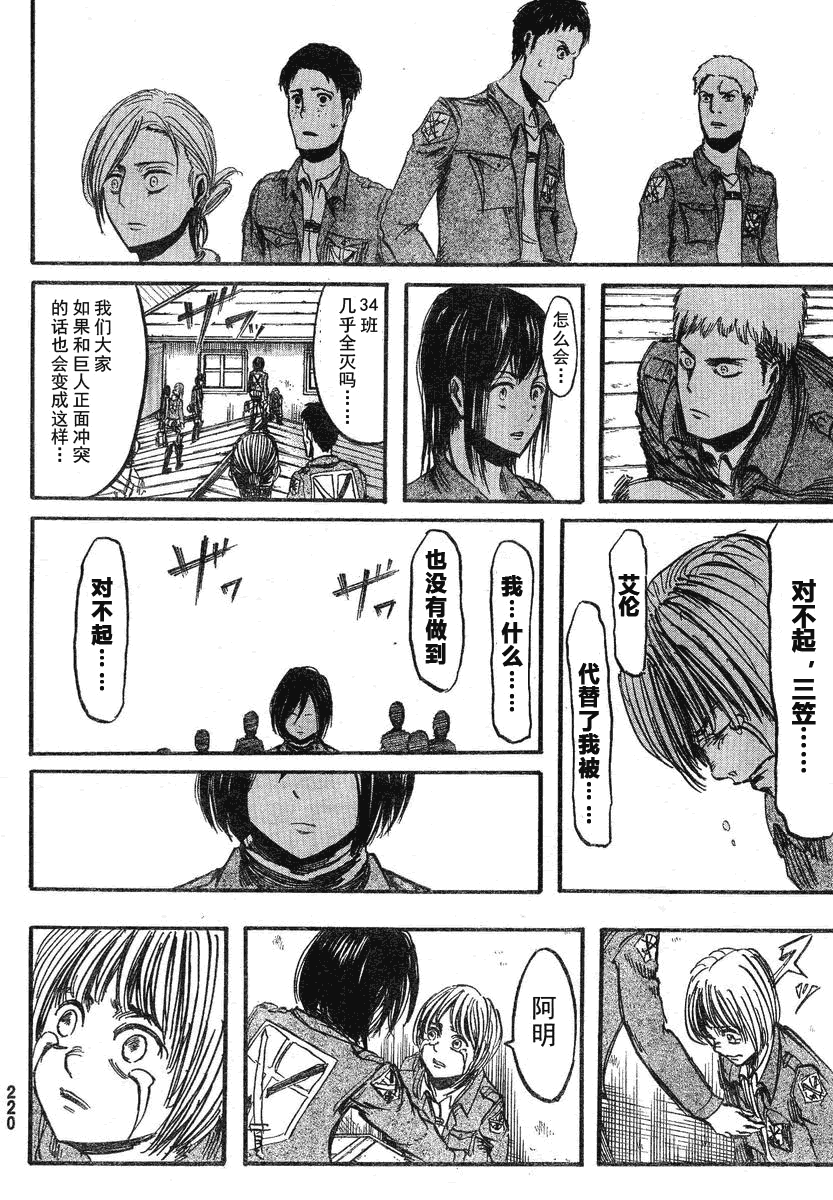 怎么会…
34班
几乎全灭吗……
我们大家
如果和巨人正面冲突
的话也会变成这样…
对不起，三笠……
艾伦
代替了我被……
我…什么……
也没有做到
对不起……
阿明
220